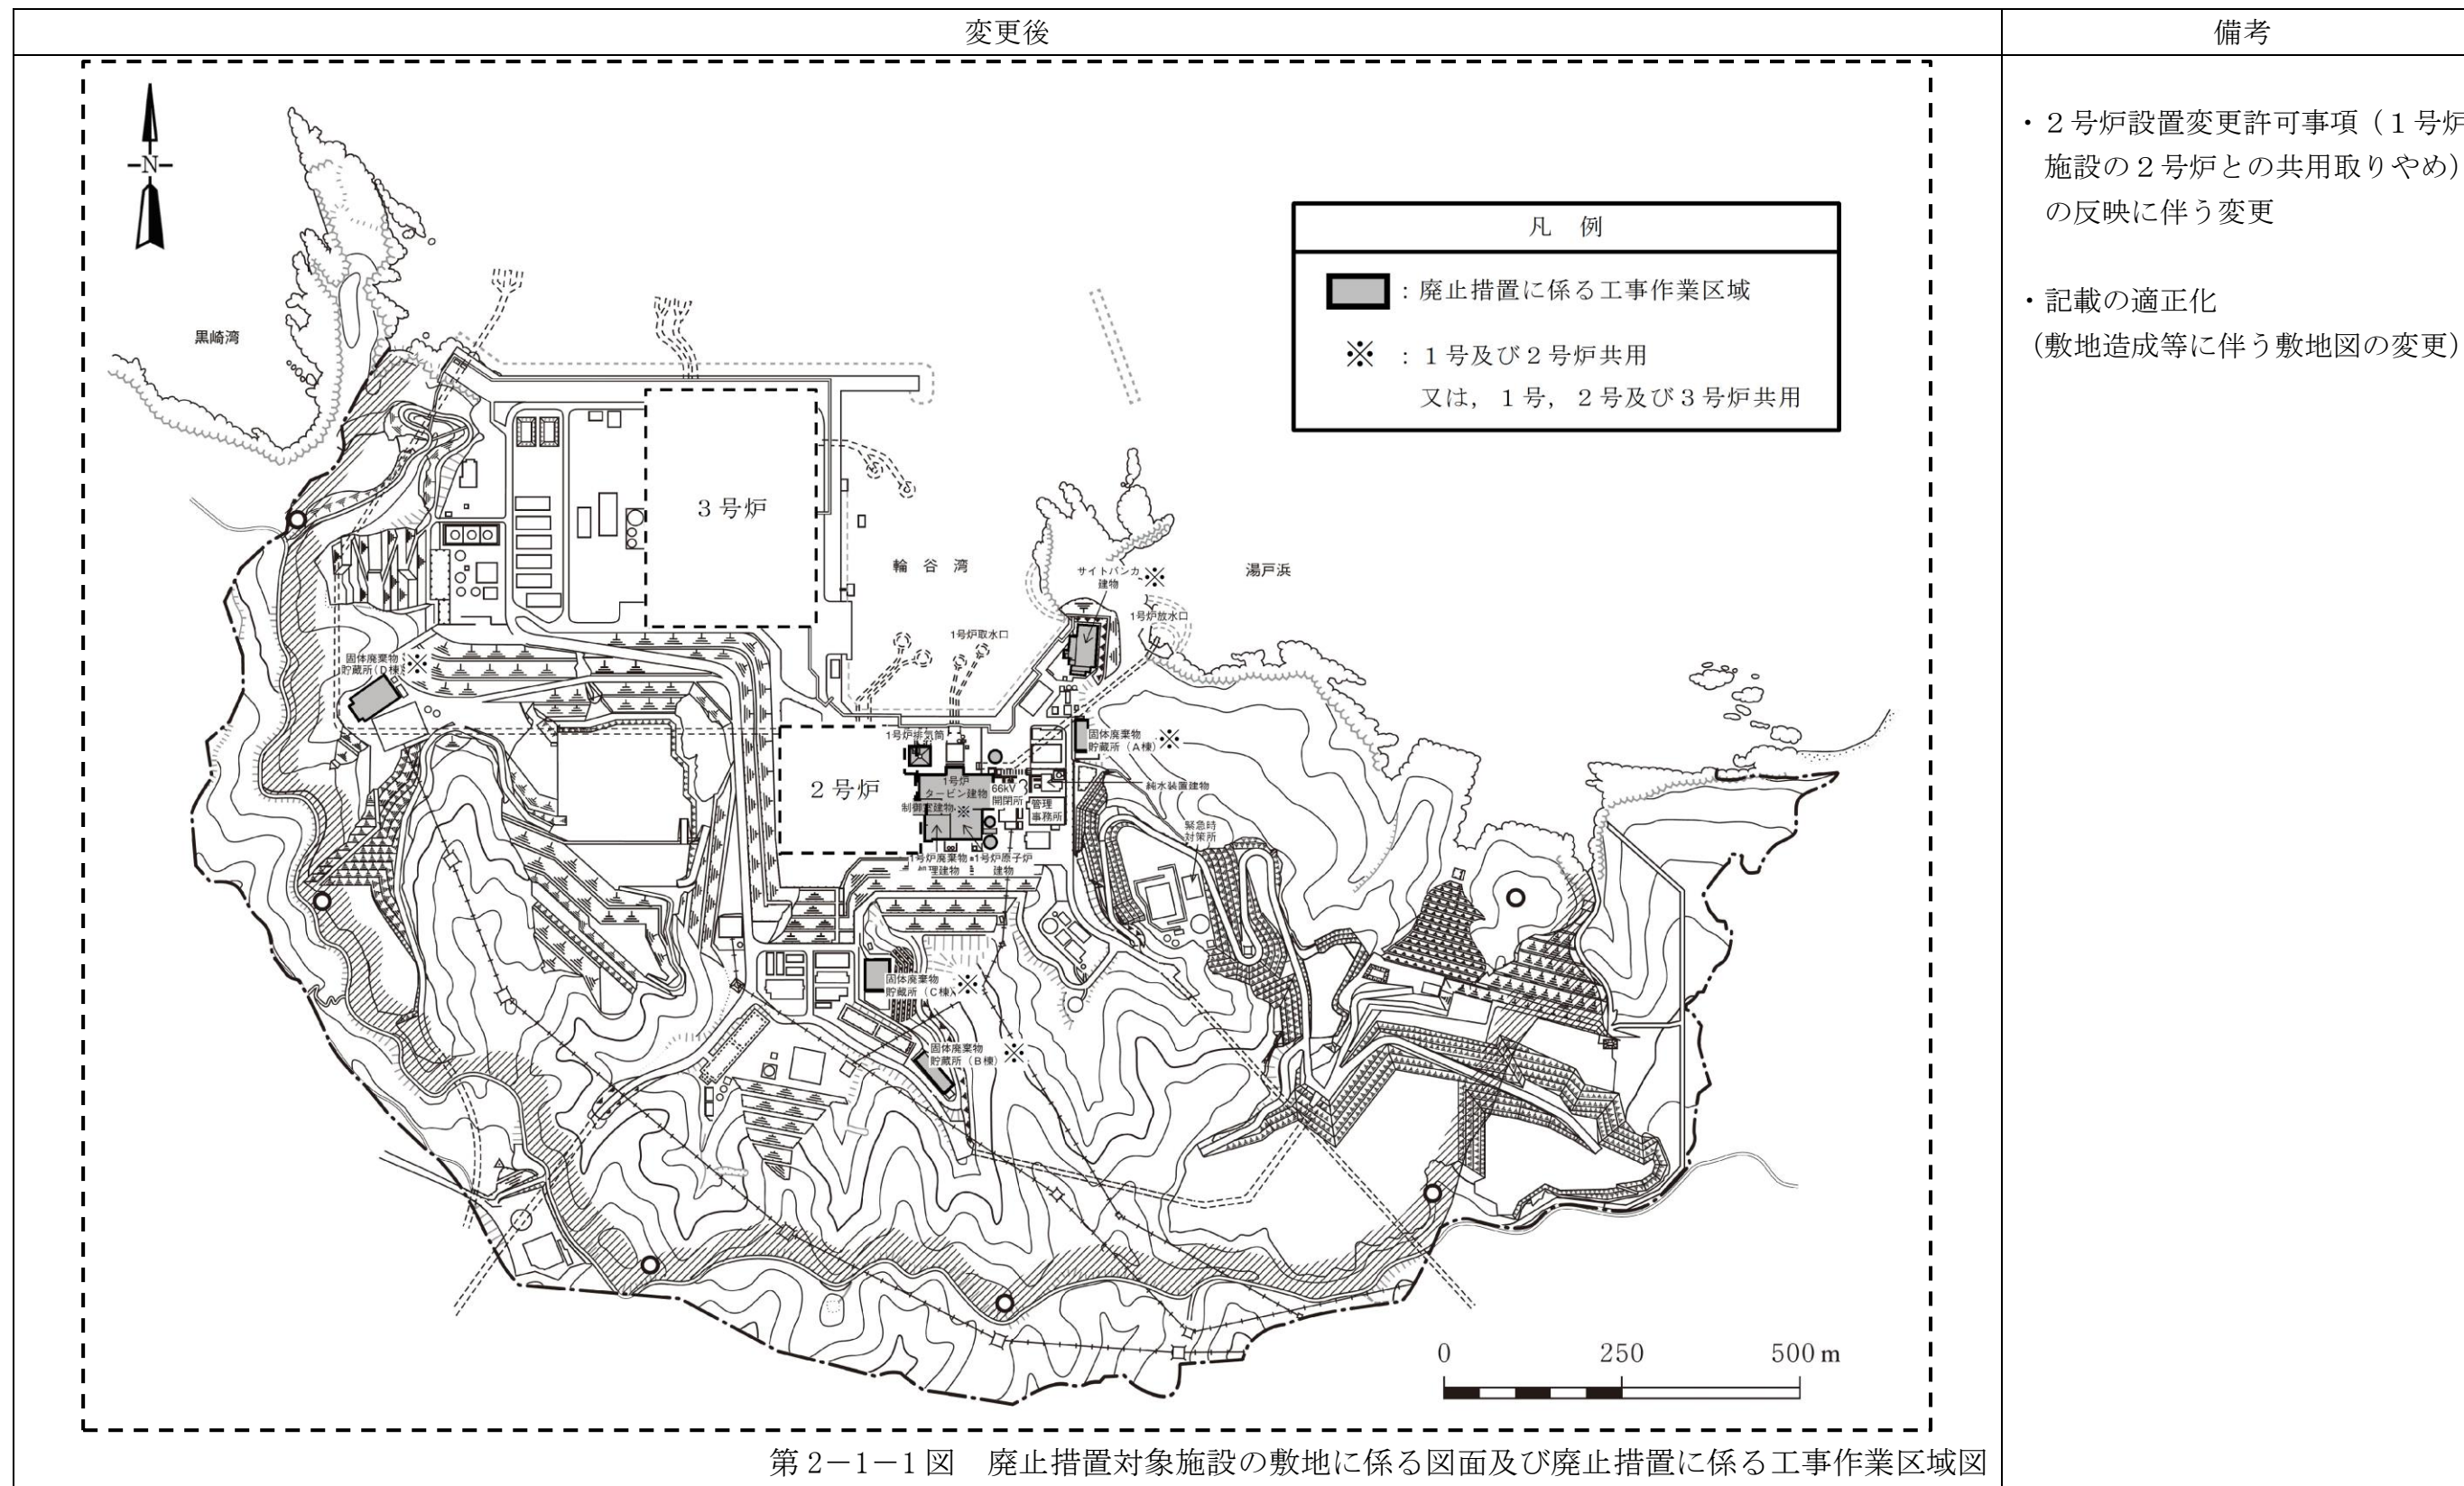 変更後
備考
-N-
黒崎湾
凡 例
：廃止措置に係る工事作業区域
※ ：１号及び２号炉共用
又は，１号，２号及び３号炉共用
３号炉
輪 谷 湾
サイトバンカ
建物 ※
湯戸浜
1号炉放水口
1号炉取水口
固体廃棄物
貯蔵所(D棟) ※
1号炉排気筒
固体廃棄物
貯蔵所（A棟）※
２号炉
1号炉
タービン建物
制御室建物 ※
66kV
開閉所
管理
事務所
純水装置建物
緊急時
対策所
1号炉廃棄物
処理建物
1号炉原子炉
建物
固体廃棄物
貯蔵所（C棟）※
固体廃棄物
貯蔵所（B棟）※
0 250 500 m
第 2－1－1 図　廃止措置対象施設の敷地に係る図面及び廃止措置に係る工事作業区域図
・２号炉設置変更許可事項（１号炉
施設の２号炉との共用取りやめ）
の反映に伴う変更
・記載の適正化
（敷地造成等に伴う敷地図の変更）